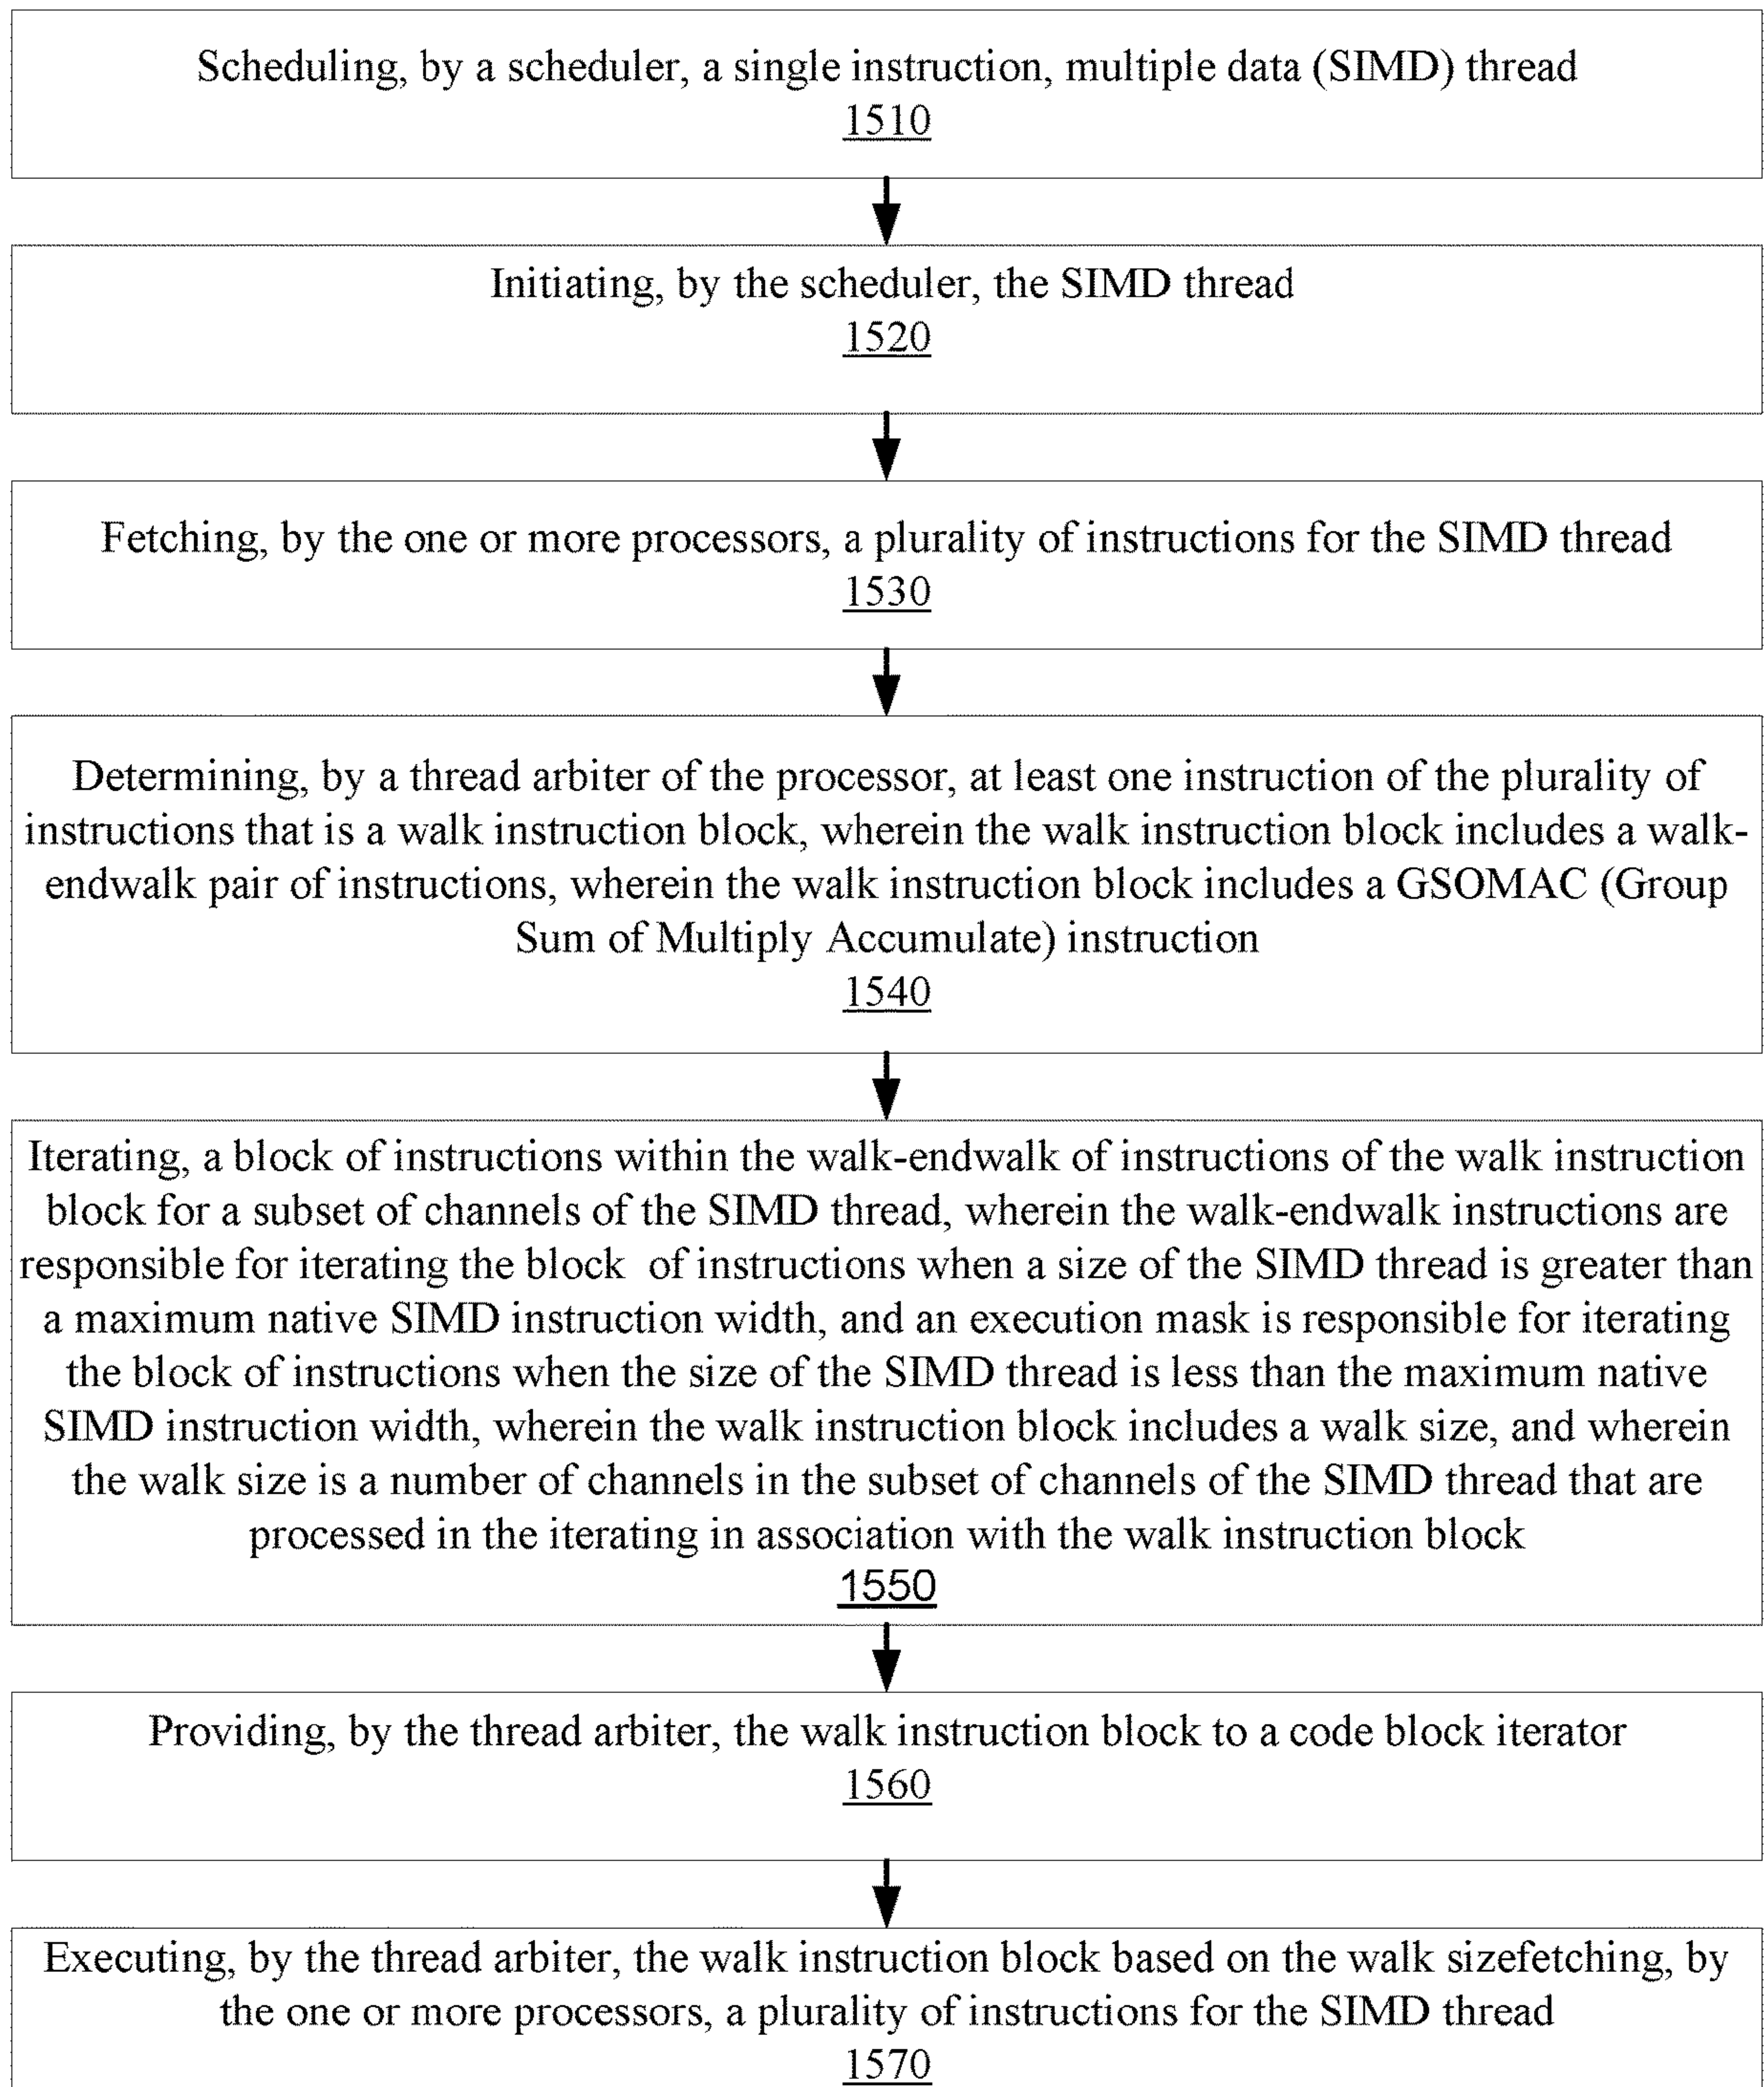 Scheduling, by a scheduler, a single instruction, multiple data (SIMD) thread
1510
Initiating, by the scheduler, the SIMD thread
1520
Fetching, by the one or more processors, a plurality of instructions for the SIMD thread
1530
Determining, by a thread arbiter of the processor, at least one instruction of the plurality of
instructions that is a walk instruction block, wherein the walk instruction block includes a walk-
endwalk pair of instructions, wherein the walk instruction block includes a GSOMAC (Group
Sum of Multiply Accumulate) instruction
1540
Iterating, a block of instructions within the walk-endwalk of instructions of the walk instruction
block for a subset of channels of the SIMD thread, wherein the walk-endwalk instructions are
responsible for iterating the block of instructions when a size of the SIMD thread is greater than
a maximum native SIMD instruction width, and an execution mask is responsible for iterating
the block of instructions when the size of the SIMD thread is less than the maximum native
SIMD instruction width, wherein the walk instruction block includes a walk size, and wherein
the walk size is a number of channels in the subset of channels of the SIMD thread that are
processed in the iterating in association with the walk instruction block
1550
Providing, by the thread arbiter, the walk instruction block to a code block iterator
1560
Executing, by the thread arbiter, the walk instruction block based on the walk sizefetching, by
the one or more processors, a plurality of instructions for the SIMD thread
1570